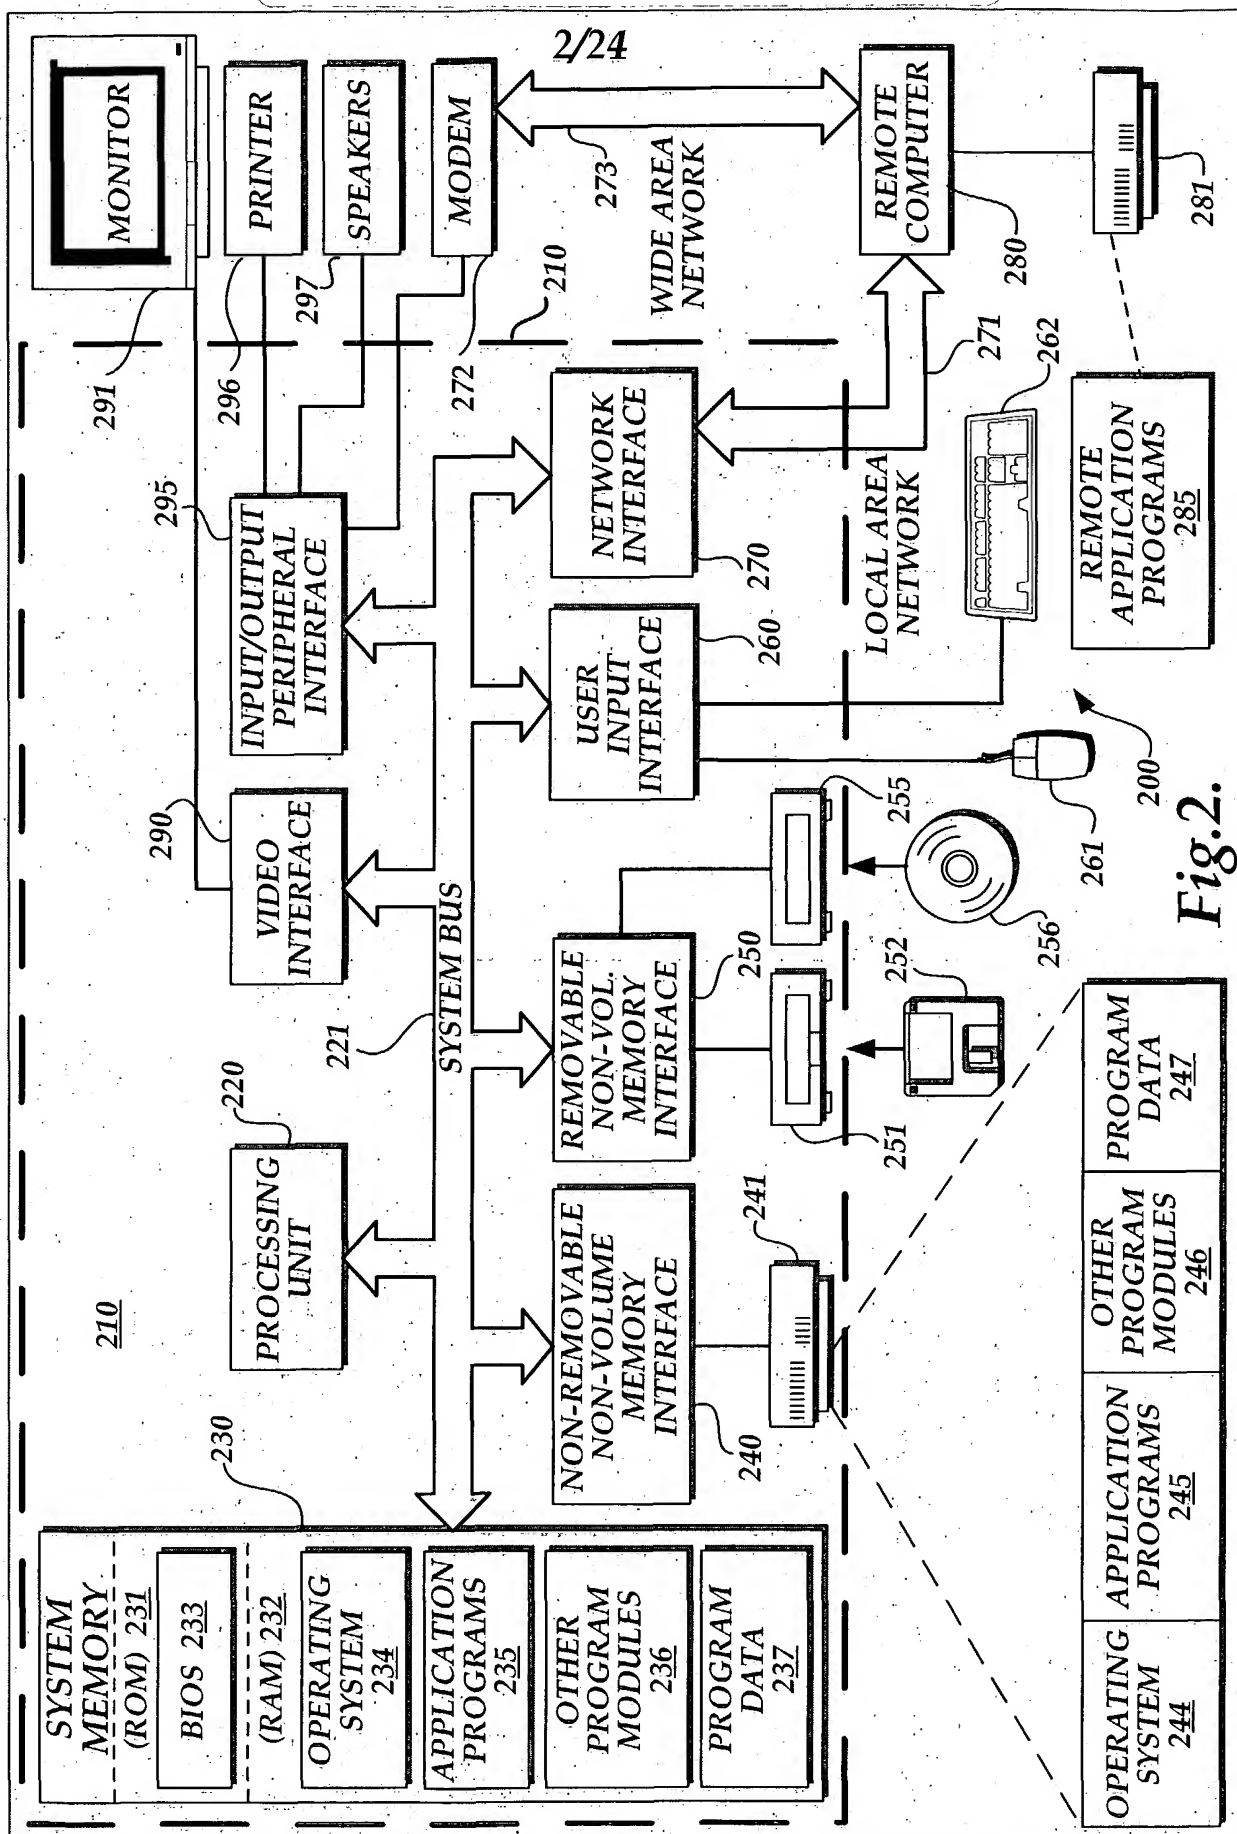 2/24
210
SYSTEM
MEMORY
(ROM) 231
BIOS 233
(RAM) 232
OPERATING
SYSTEM
234
APPLICATION
PROGRAMS
235
OTHER
PROGRAM
MODULES
236
PROGRAM
DATA
237
230
PROCESSING
UNIT
220
VIDEO
INTERFACE
290
INPUT/OUTPUT
PERIPHERAL
INTERFACE
295
MONITOR
291
PRINTER
296
SPEAKERS
297
MODEM
272
221
SYSTEM BUS
210
NON-REMOVABLE
NON-VOLUME
MEMORY
INTERFACE
240
REMOVABLE
NON-VOL.
MEMORY
INTERFACE
250
USER
INPUT
INTERFACE
260
NETWORK
INTERFACE
270
273
WIDE AREA
NETWORK
REMOTE
COMPUTER
280
281
271
LOCAL AREA
NETWORK
241
251
255
252
256
261
262
REMOTE
APPLICATION
PROGRAMS
285
OPERATING
SYSTEM
244
APPLICATION
PROGRAMS
245
OTHER
PROGRAM
MODULES
246
PROGRAM
DATA
247
200
Fig.2.